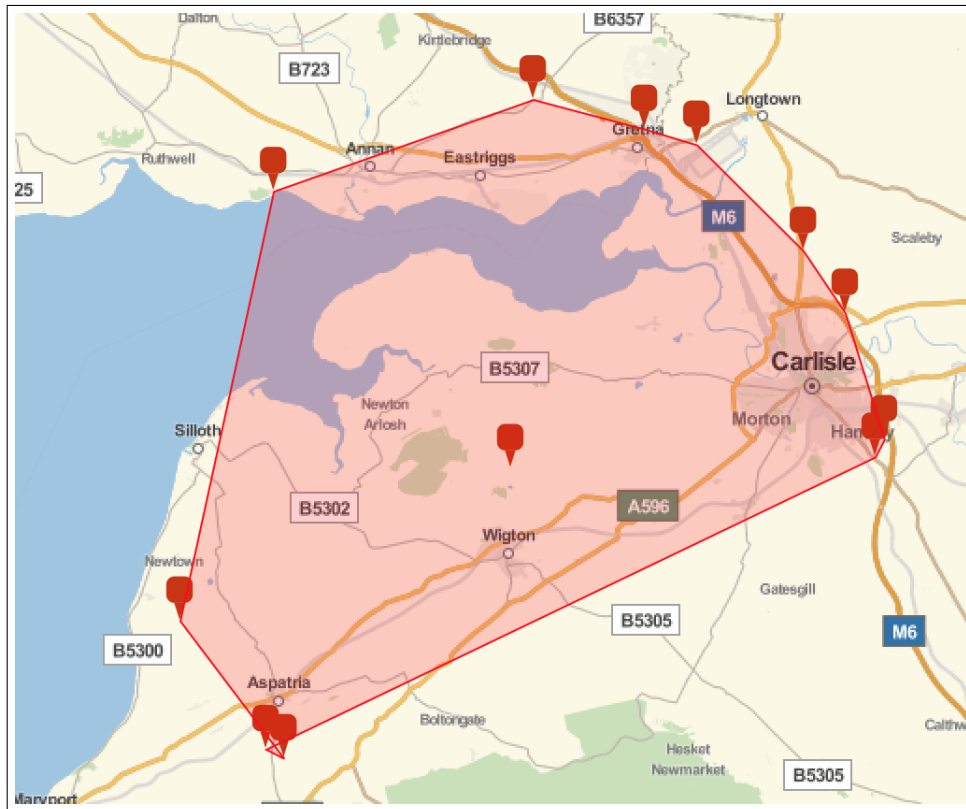 Dalton
B6357
Kirtlebridge
B723
Longtown
Gretna
Annan
Ruthwell
Eastriggs
25
M6
Scaleby
B5307
Carlisle
Newton
Arlosh
Morton
Silloth
B5302
A596
Wigton
Newtown
Gatesgill
B5305
M6
B5300
Aspatria
Boltongate
Hesket
Newmarket
B5305
Maryport